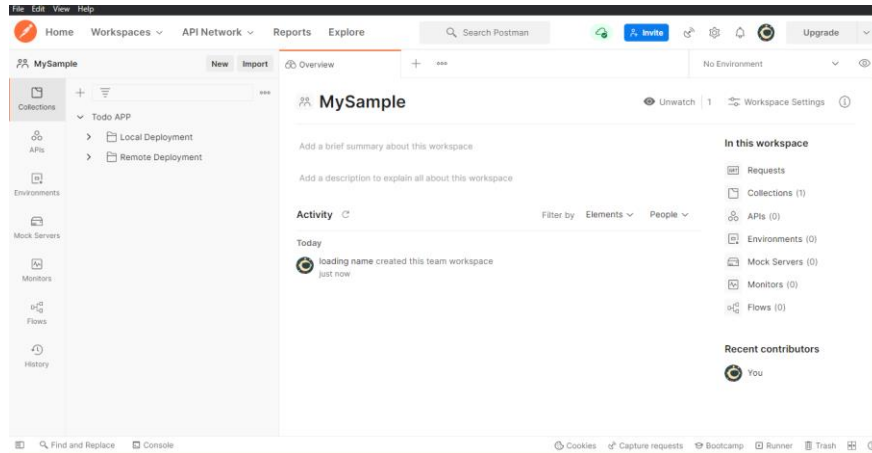 File Edit View Help
Home Workspaces API Network Reports Explore Search Postman Invite Upgrade
MySample New Import Overview No Environment
Collections
Todo APP
Local Deployment
Remote Deployment
APIs
Environments
Mock Servers
Monitors
Flows
History
MySample
Unwatch 1 Workspace Settings
Add a brief summary about this workspace
Add a description to explain all about this workspace
Activity Filter by Elements People
Today
loading name created this team workspace
just now
In this workspace
Requests
Collections (1)
APIs (0)
Environments (0)
Mock Servers (0)
Monitors (0)
Flows (0)
Recent contributors
You
Find and Replace Console Cookies Capture requests Bootcamp Runner Trash